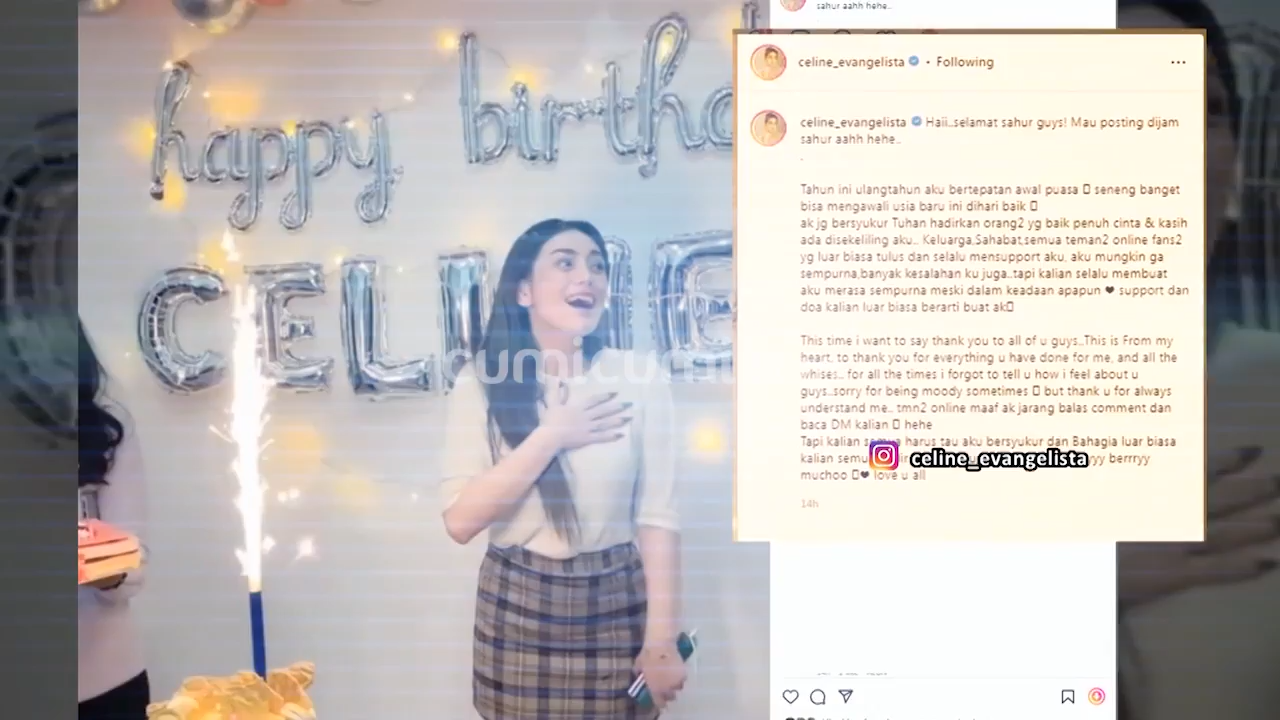 happy birthd
CELINE
cumicumi
sahur aahh hehe..
celine_evangelista • Following
celine_evangelista Haii..selamat sahur guys! Mau posting dijam
sahur aahh hehe..
.
Tahun ini ulangtahun aku bertepatan awal puasa seneng banget
bisa mengawali usia baru ini dihari baik
ak jg bersyukur Tuhan hadirkan orang2 yg baik penuh cinta & kasih
ada disekeliling aku.. Keluarga,Sahabat,semua teman2 online fans2
yg luar biasa tulus dan selalu mensupport aku, aku mungkin ga
sempurna,banyak kesalahan ku juga..tapi kalian selalu membuat
aku merasa sempurna meski dalam keadaan apapun ❤ support dan
doa kalian luar biasa berarti buat ak
This time i want to say thank you to all of u guys..This is From my
heart, to thank you for everything u have done for me, and all the
whises.. for all the times i forgot to tell u how i feel about u
guys..sorry for being moody sometimes but thank u for always
understand me.. tmn2 online maaf ak jarang balas comment dan
baca DM kalian hehe
Tapi kalian semua harus tau aku bersyukur dan Bahagia luar biasa
kalian berrryy
celine_evangelista
muchoo ❤ love u all
14h